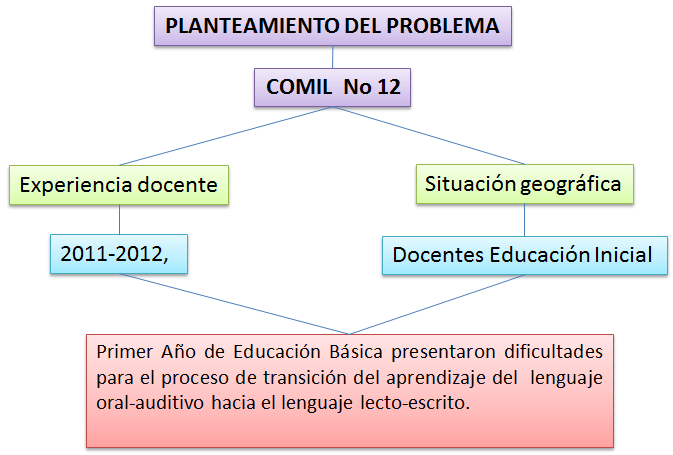 PLANTEAMIENTO DEL PROBLEMA
COMIL No 12
Experiencia docente
Situación geográfica
2011-2012,
Docentes Educación Inicial
Primer Año de Educación Básica presentaron dificultades
para el proceso de transición del aprendizaje del lenguaje
oral-auditivo hacia el lenguaje lecto-escrito.